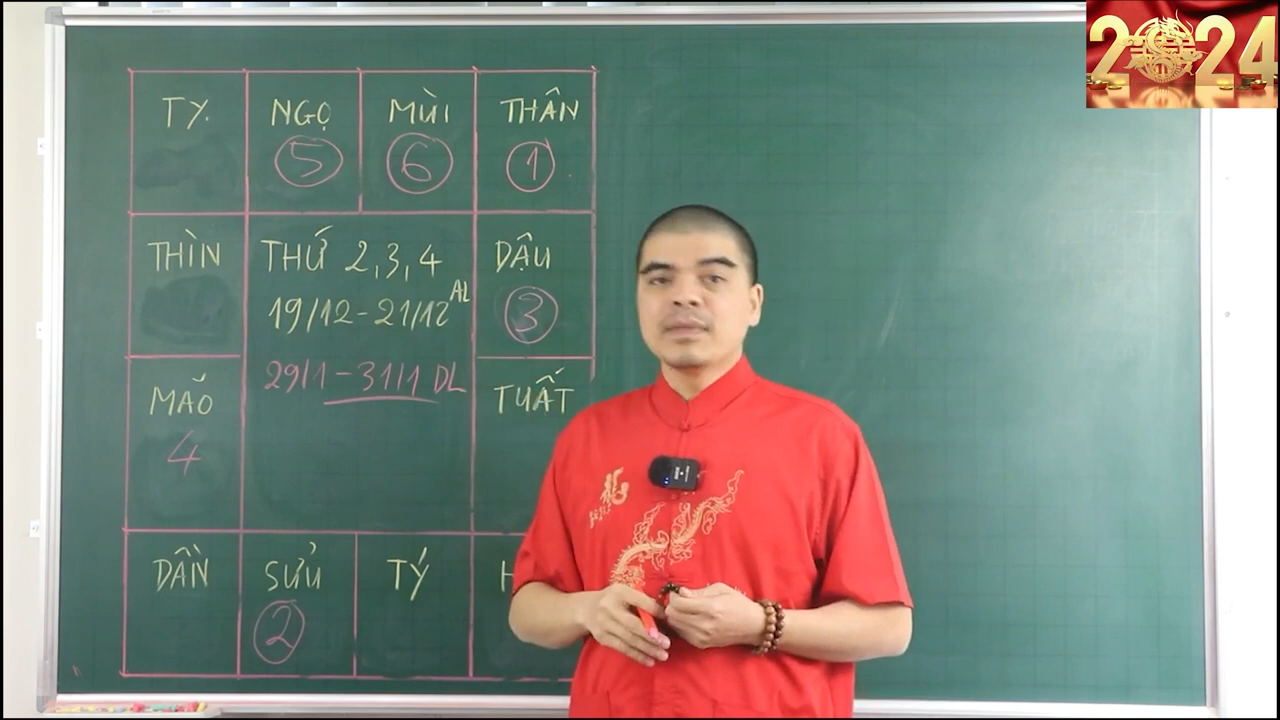 2024
TY. NGỌ MÙI THÂN
5 6 1
THÌN THỨ 2, 3, 4 DẬU
19/12 - 21/12 AL
3
29/1 - 31/1 DL
MÃO TUẤT
4
DẦN SỬU TÝ H
2